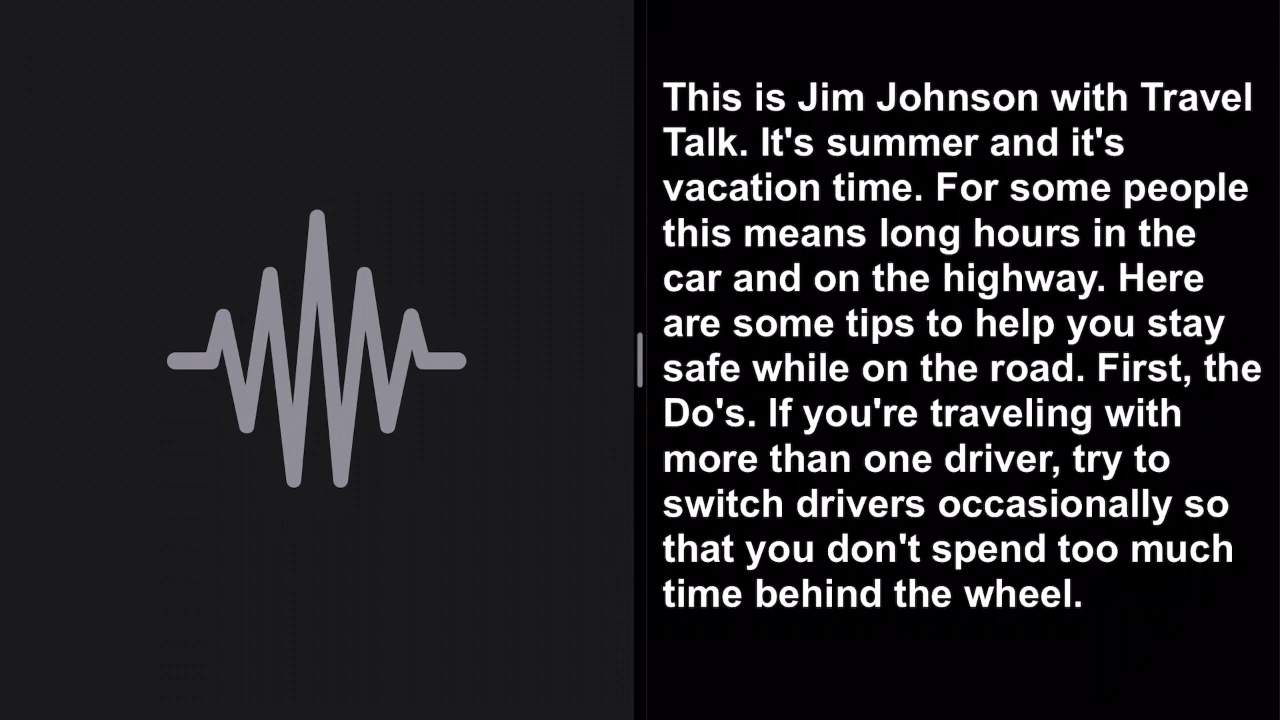 This is Jim Johnson with Travel
Talk. It's summer and it's
vacation time. For some people
this means long hours in the
car and on the highway. Here
are some tips to help you stay
safe while on the road. First, the
Do's. If you're traveling with
more than one driver, try to
switch drivers occasionally so
that you don't spend too much
time behind the wheel.